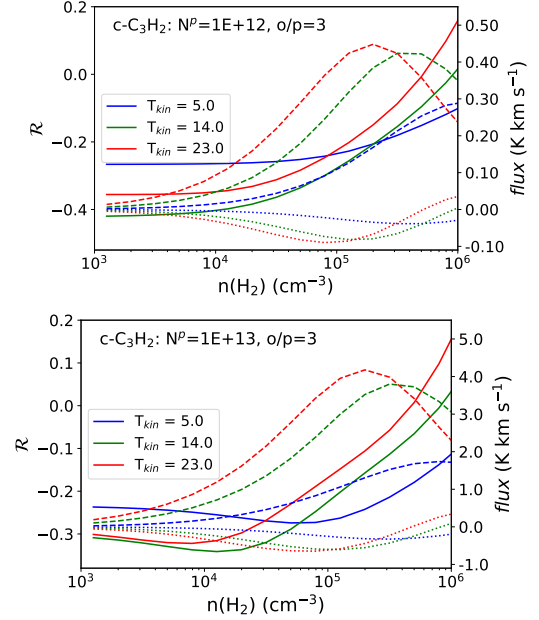 c-C₃H₂: Nᵖ=1E+12, o/p=3
0.2
0.0
−0.2
−0.4
ℛ
T_kin = 5.0
T_kin = 14.0
T_kin = 23.0
0.50
0.40
0.30
0.20
0.10
0.00
-0.10
flux (K km s⁻¹)
10³ 10⁴ 10⁵ 10⁶
n(H₂) (cm⁻³)
c-C₃H₂: Nᵖ=1E+13, o/p=3
0.2
0.1
0.0
−0.1
−0.2
−0.3
ℛ
T_kin = 5.0
T_kin = 14.0
T_kin = 23.0
5.0
4.0
3.0
2.0
1.0
0.0
-1.0
flux (K km s⁻¹)
10³ 10⁴ 10⁵ 10⁶
n(H₂) (cm⁻³)